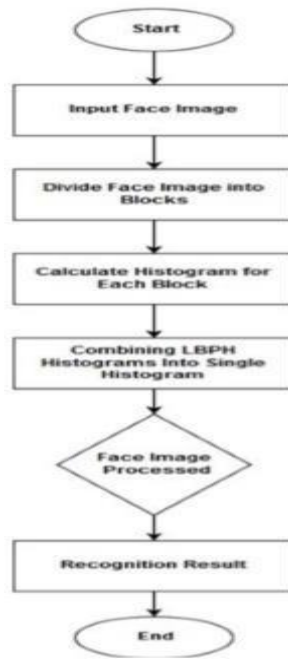 Start
Input Face Image
Divide Face Image into
Blocks
Calculate Histogram for
Each Block
Combining LBPH
Histograms Into Single
Histogram
Face Image
Processed
Recognition Result
End